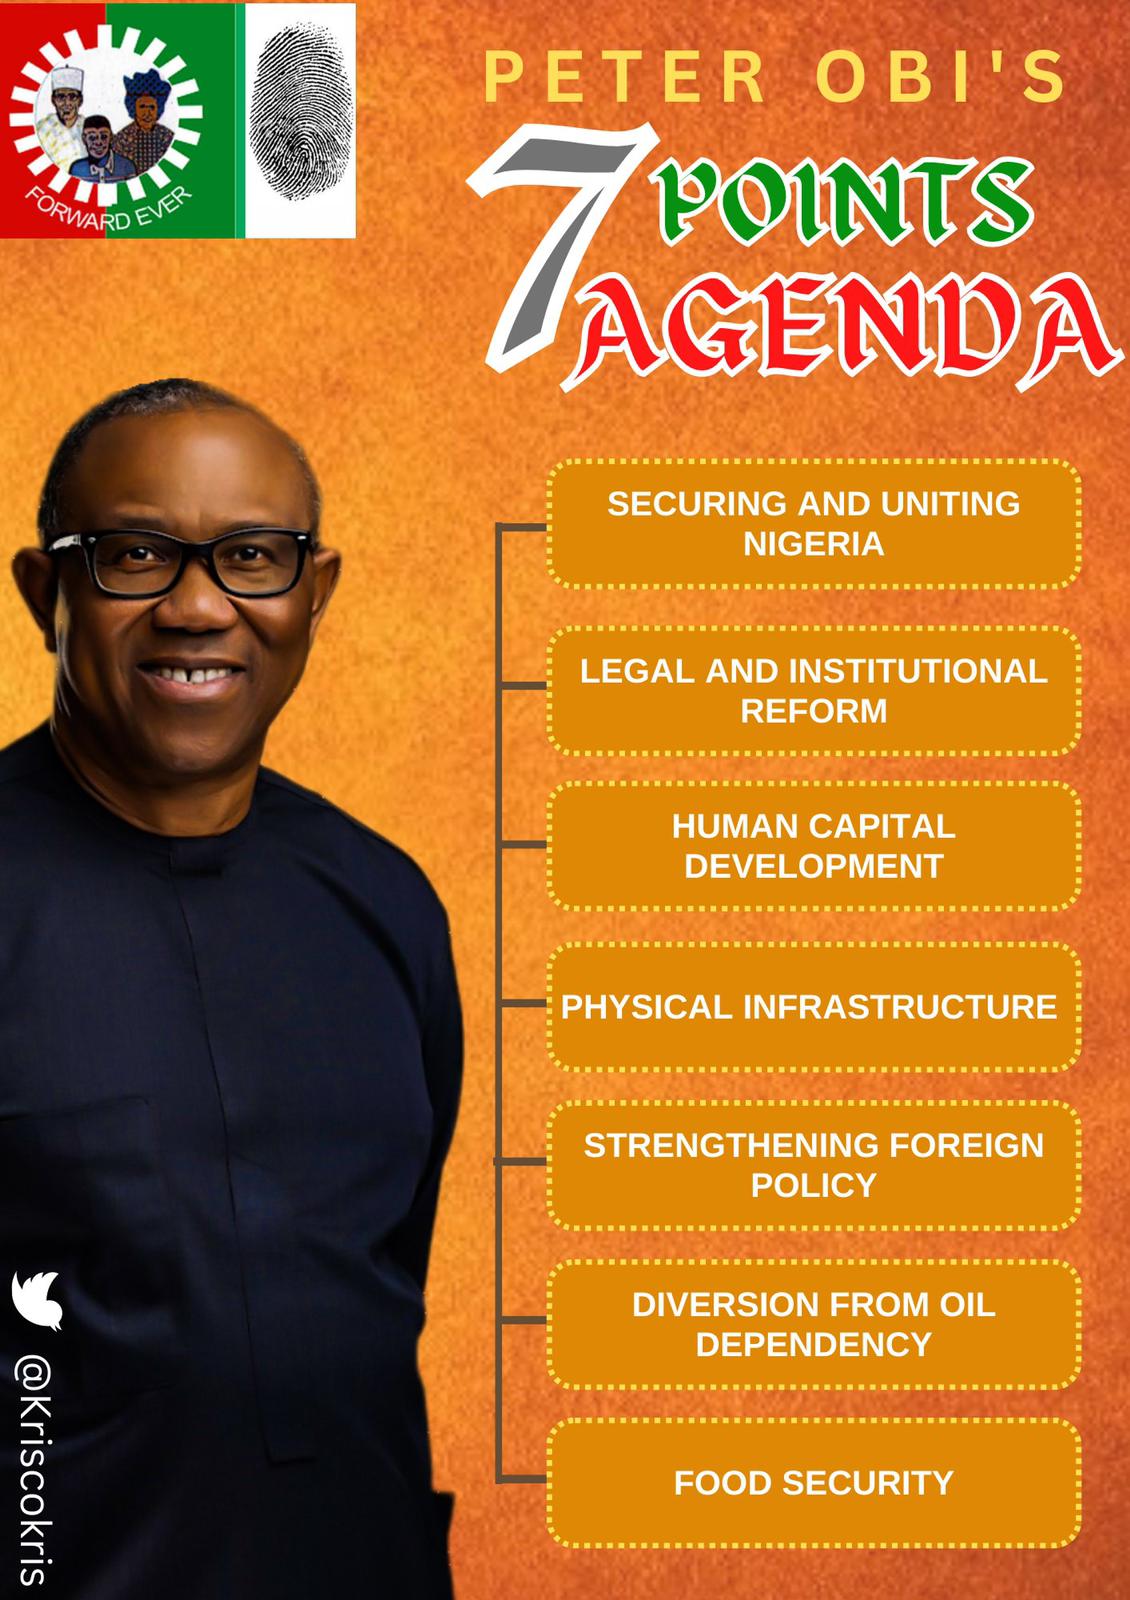 FORWARD EVER
PETER OBI'S
7 POINTS
AGENDA
SECURING AND UNITING
NIGERIA
LEGAL AND INSTITUTIONAL
REFORM
HUMAN CAPITAL
DEVELOPMENT
PHYSICAL INFRASTRUCTURE
STRENGTHENING FOREIGN
POLICY
DIVERSION FROM OIL
DEPENDENCY
FOOD SECURITY
@Kriscokris